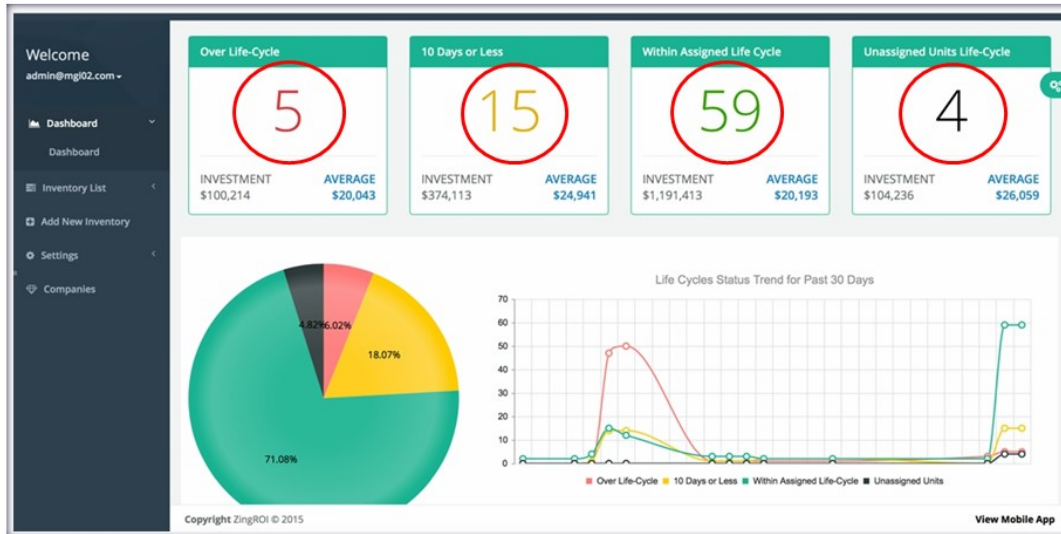 Welcome
admin@mgi02.com
Dashboard
Dashboard
Inventory List
Add New Inventory
Settings
Companies
Over Life-Cycle
5
INVESTMENT AVERAGE
$100,214 $20,043
10 Days or Less
15
INVESTMENT AVERAGE
$374,113 $24,941
Within Assigned Life Cycle
59
INVESTMENT AVERAGE
$1,191,413 $20,193
Unassigned Units Life-Cycle
4
INVESTMENT AVERAGE
$104,236 $26,059
4.82% 6.02%
18.07%
71.08%
Life Cycles Status Trend for Past 30 Days
70
60
50
40
30
20
10
0
Over Life-Cycle 10 Days or Less Within Assigned Life-Cycle Unassigned Units
Copyright ZingROI © 2015 View Mobile App